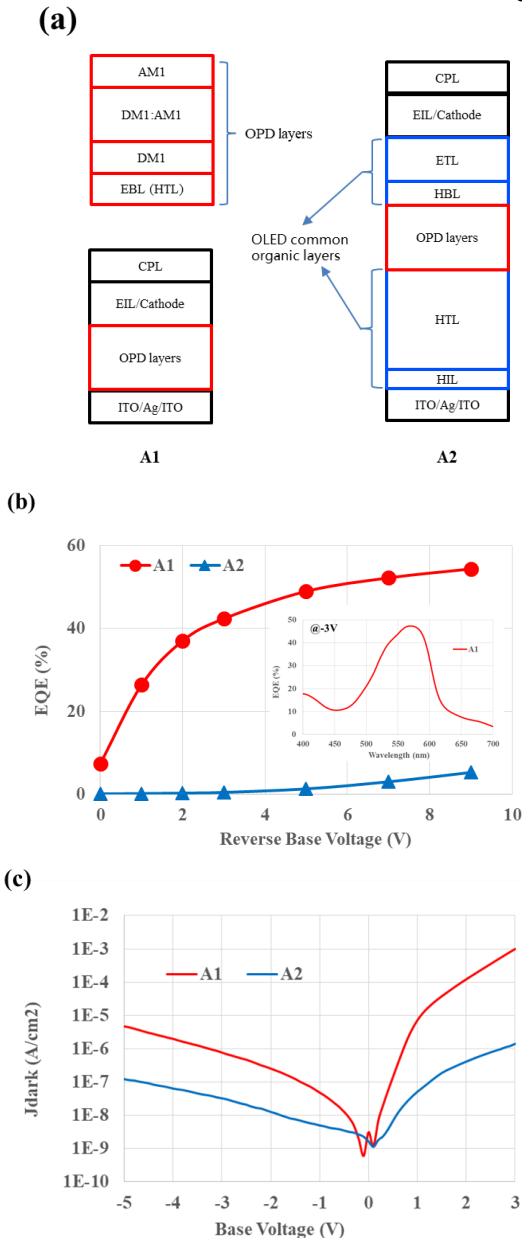 (a)
AM1
DM1:AM1
DM1
EBL (HTL)
OPD layers
CPL
EIL/Cathode
OPD layers
ITO/Ag/ITO
A1
CPL
EIL/Cathode
ETL
HBL
OPD layers
HTL
HIL
ITO/Ag/ITO
A2
OLED common
organic layers
(b)
60
40
20
0
EQE (%)
A1
A2
0
2
4
6
8
10
Reverse Base Voltage (V)
@-3V
A1
50
40
30
20
10
0
EQE (%)
400
450
500
550
600
650
700
Wavelength (nm)
(c)
1E-2
1E-3
1E-4
1E-5
1E-6
1E-7
1E-8
1E-9
1E-10
Jdark (A/cm2)
A1
A2
-5
-4
-3
-2
-1
0
1
2
3
Base Voltage (V)